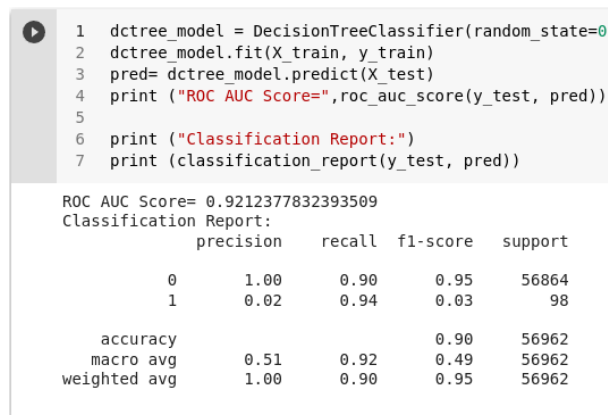 1 dctree_model = DecisionTreeClassifier(random_state=0
2 dctree_model.fit(X_train, y_train)
3 pred= dctree_model.predict(X_test)
4 print ("ROC AUC Score=",roc_auc_score(y_test, pred))
5
6 print ("Classification Report:")
7 print (classification_report(y_test, pred))
ROC AUC Score= 0.9212377832393509
Classification Report:
precision recall f1-score support
0 1.00 0.90 0.95 56864
1 0.02 0.94 0.03 98
accuracy 0.90 56962
macro avg 0.51 0.92 0.49 56962
weighted avg 1.00 0.90 0.95 56962